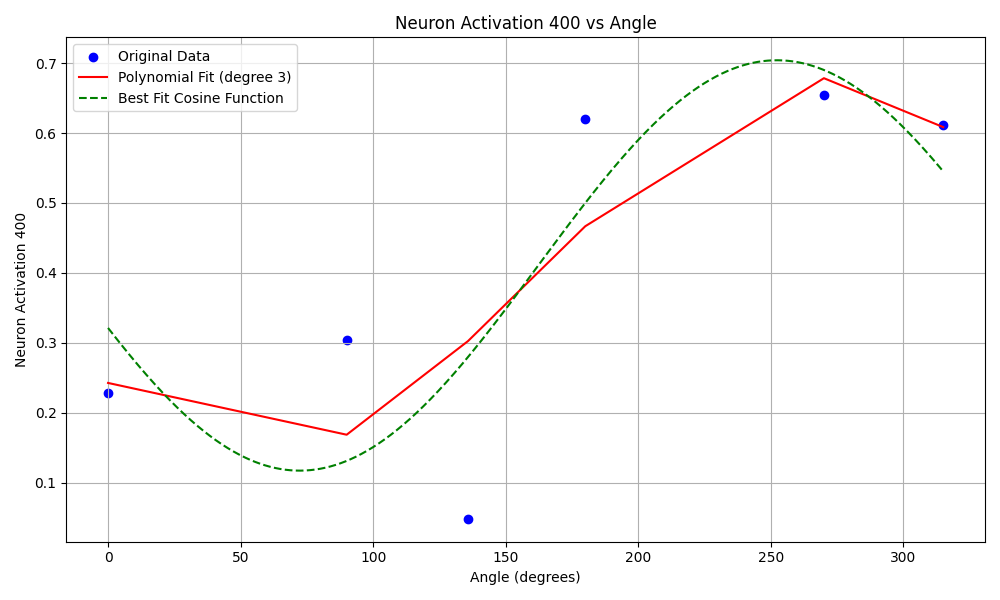 Neuron Activation 400 vs Angle
Original Data
Polynomial Fit (degree 3)
Best Fit Cosine Function
Neuron Activation 400
0.7
0.6
0.5
0.4
0.3
0.2
0.1
0
50
100
150
200
250
300
Angle (degrees)